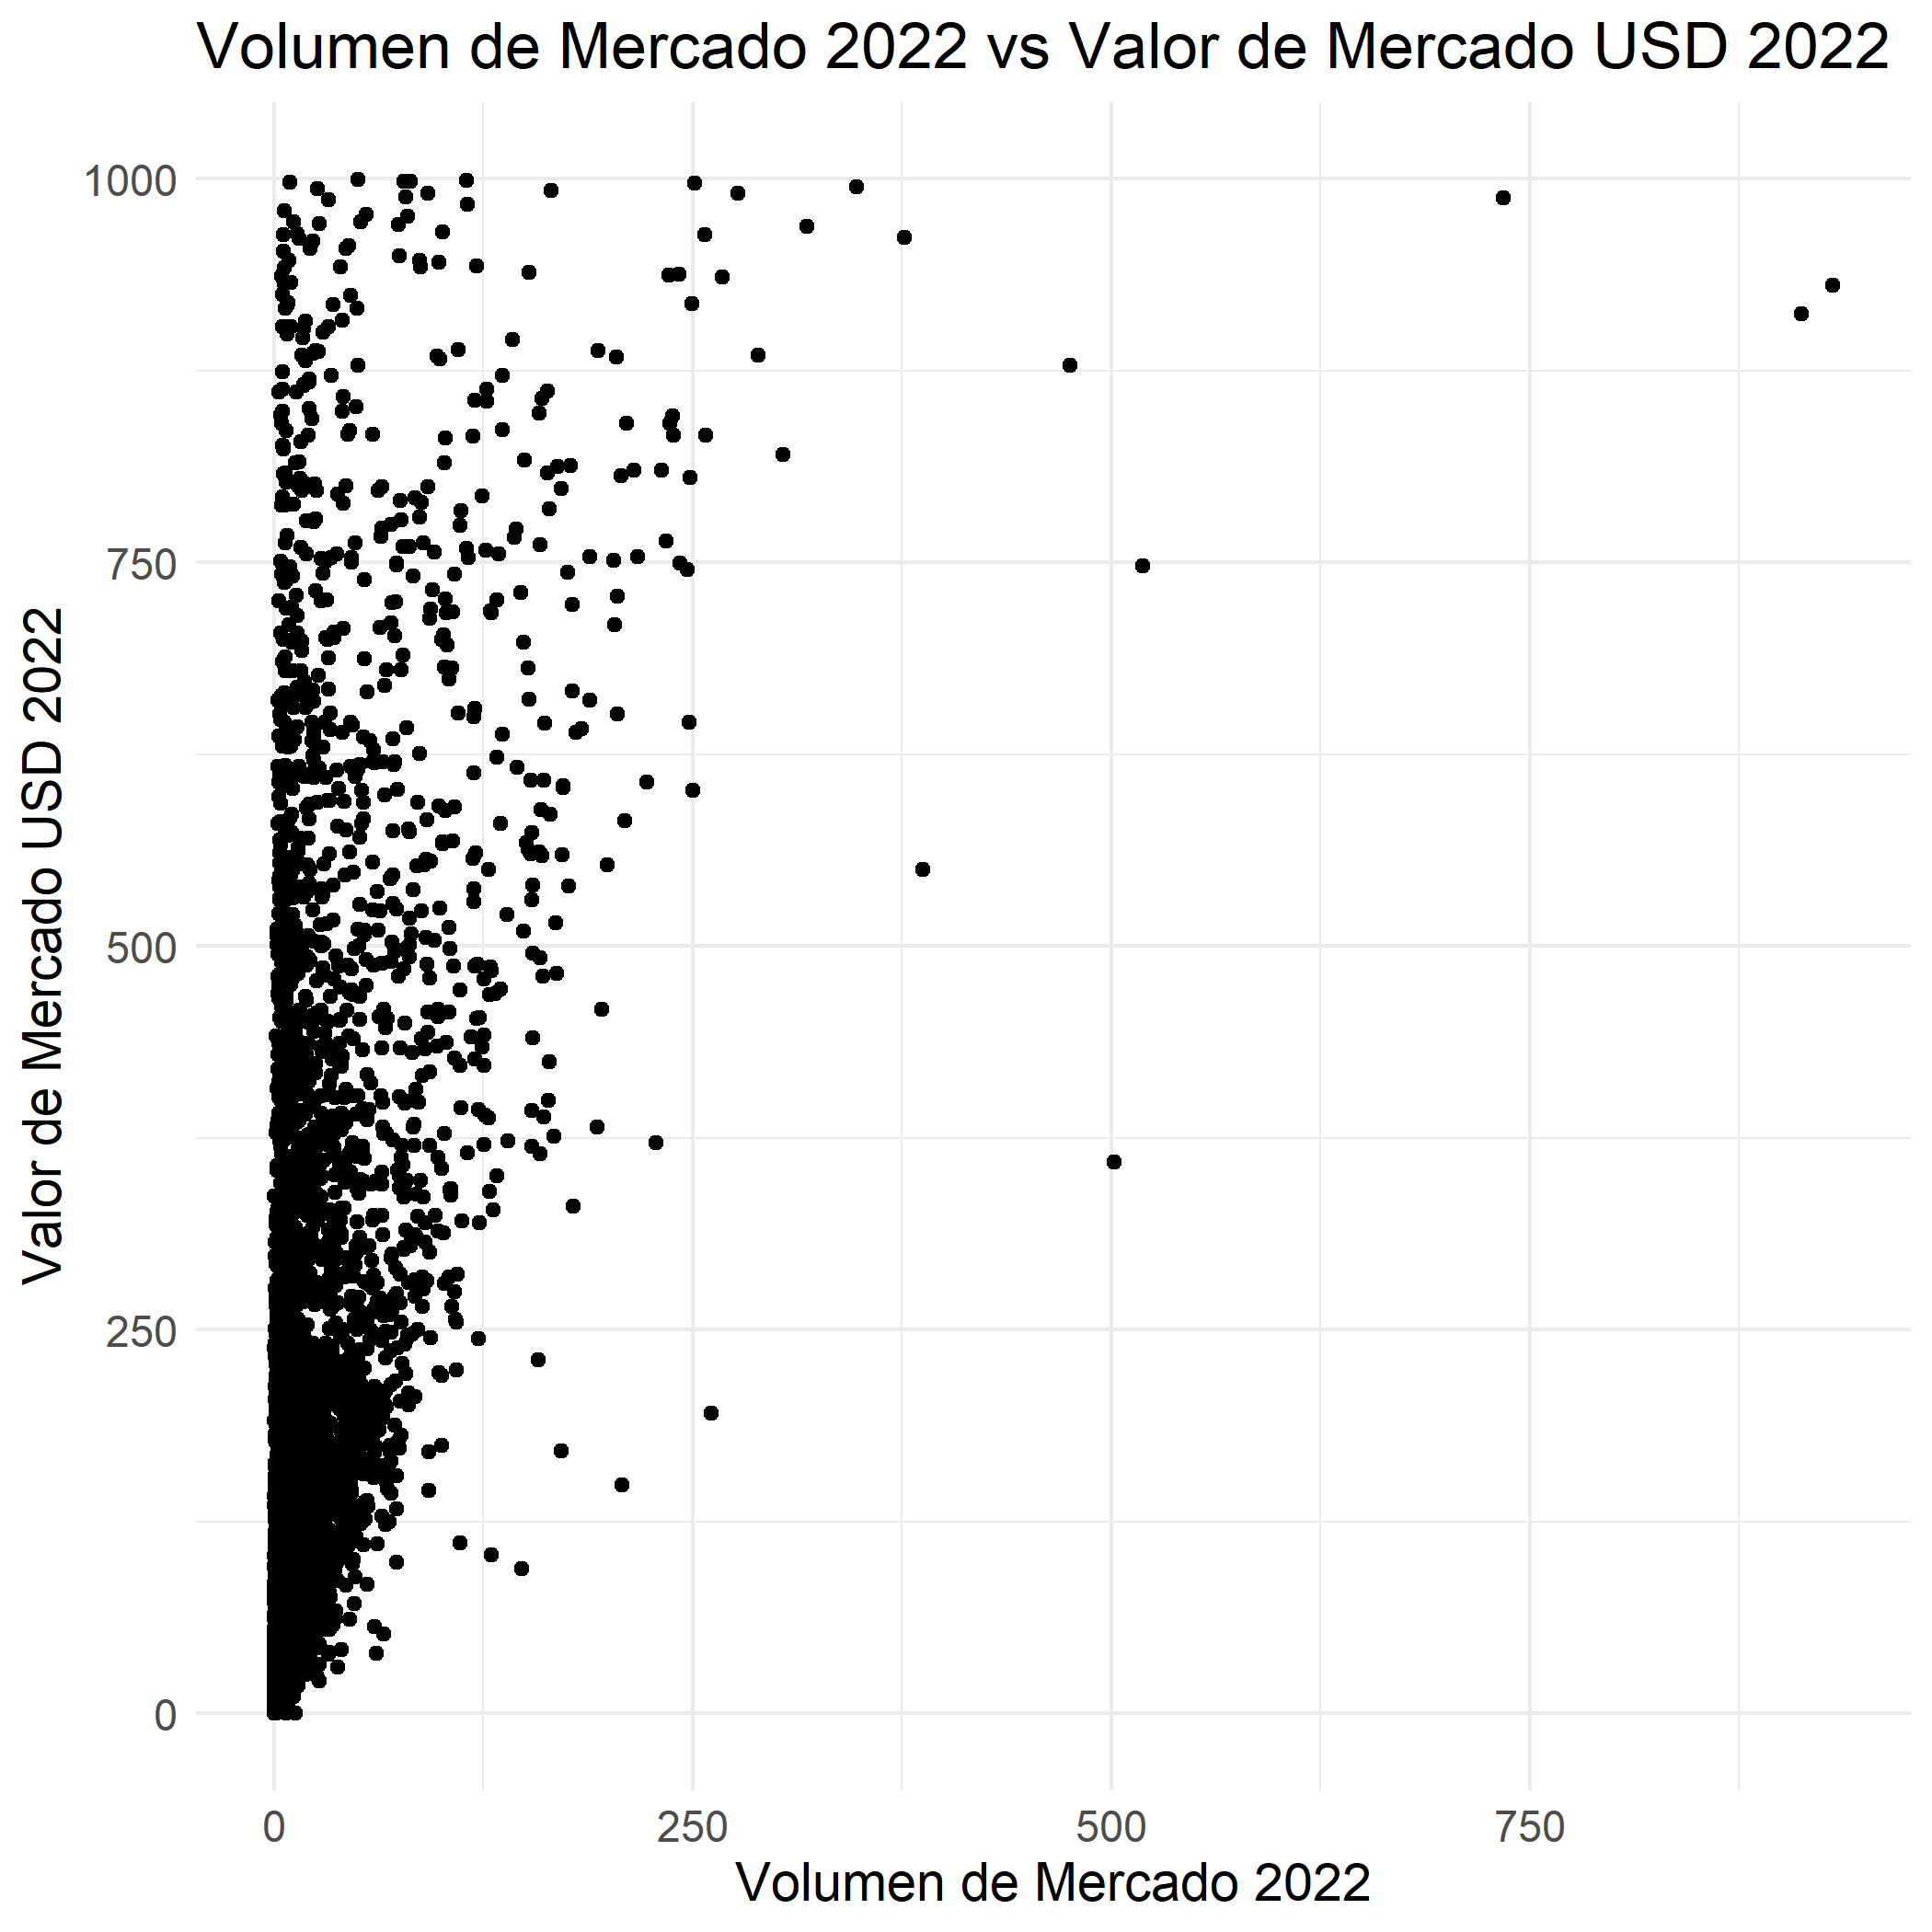 Volumen de Mercado 2022 vs Valor de Mercado USD 2022
Valor de Mercado USD 2022
1000
750
500
250
0
0 250 500 750
Volumen de Mercado 2022